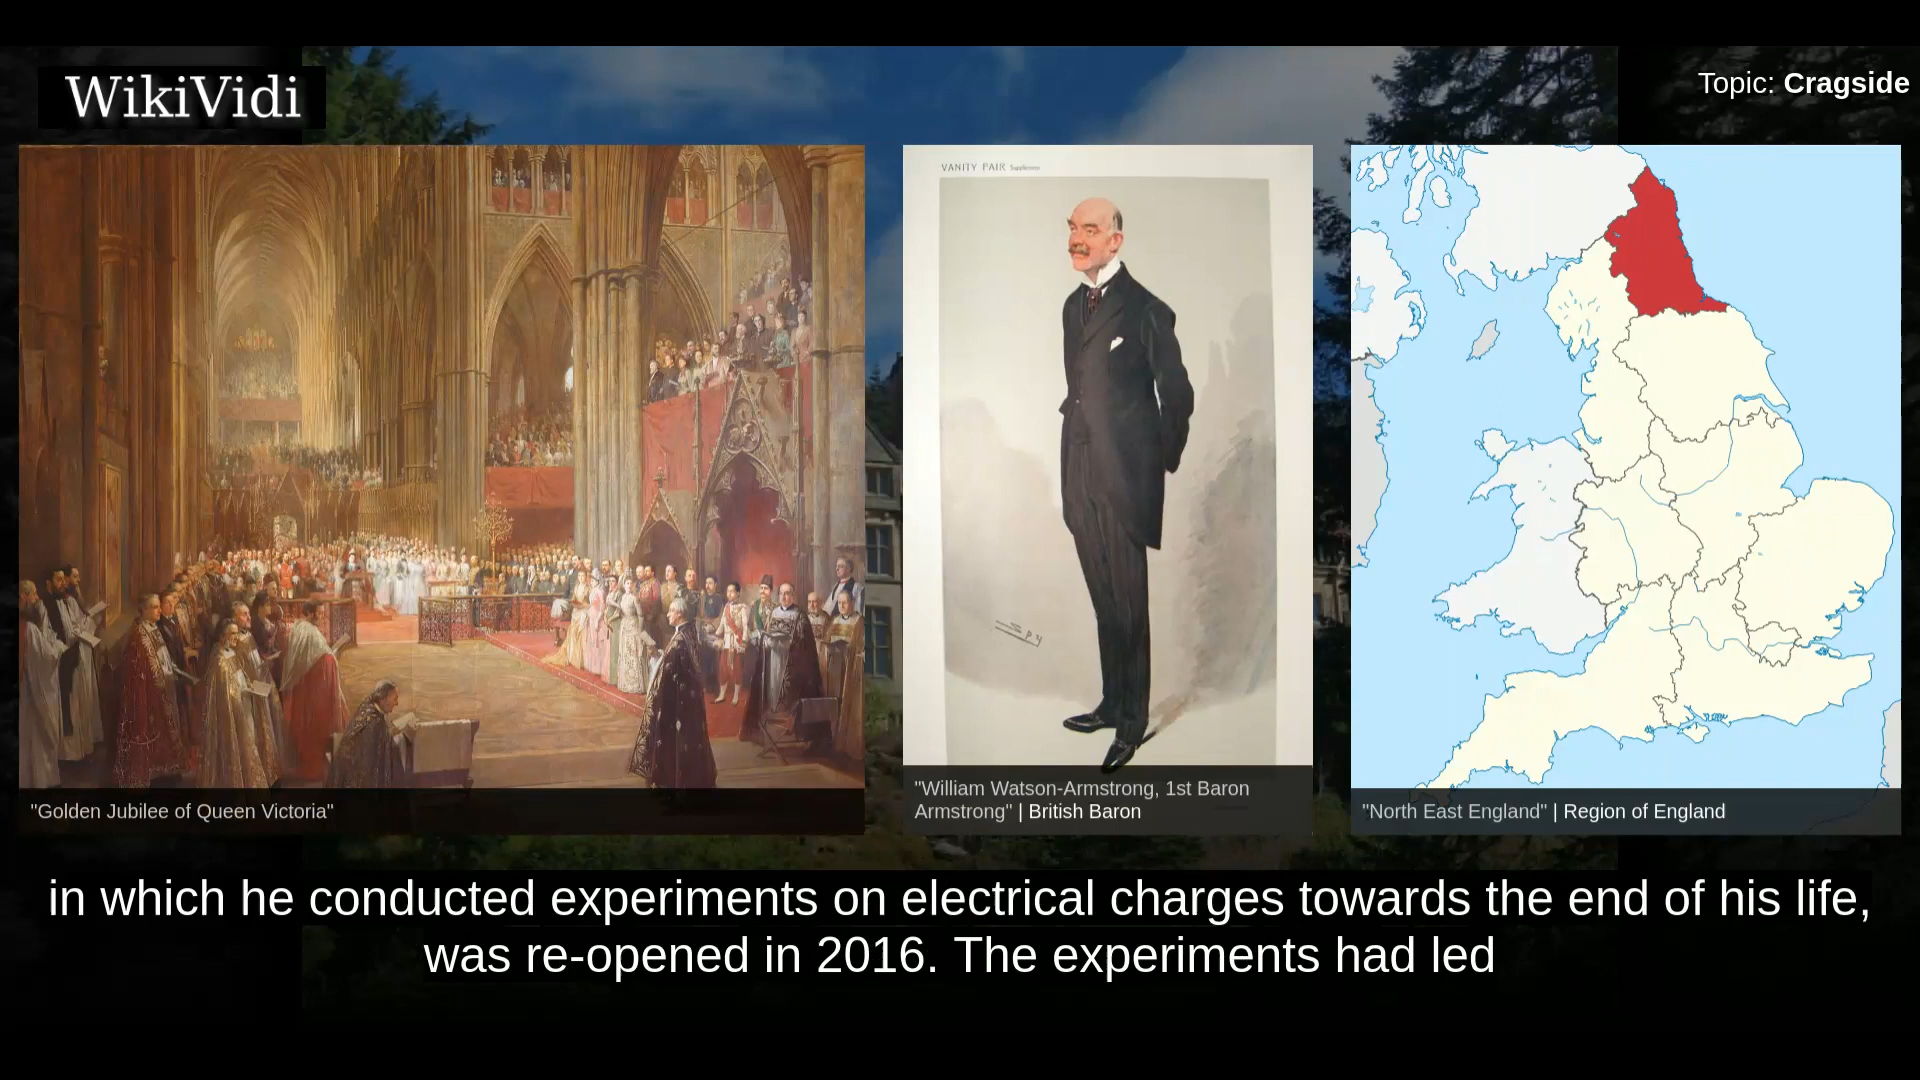 WikiVidi
Topic: Cragside
VANITY FAIR Supplement
Spy
"Golden Jubilee of Queen Victoria"
"William Watson-Armstrong, 1st Baron
Armstrong" | British Baron
"North East England" | Region of England
in which he conducted experiments on electrical charges towards the end of his life,
was re-opened in 2016. The experiments had led